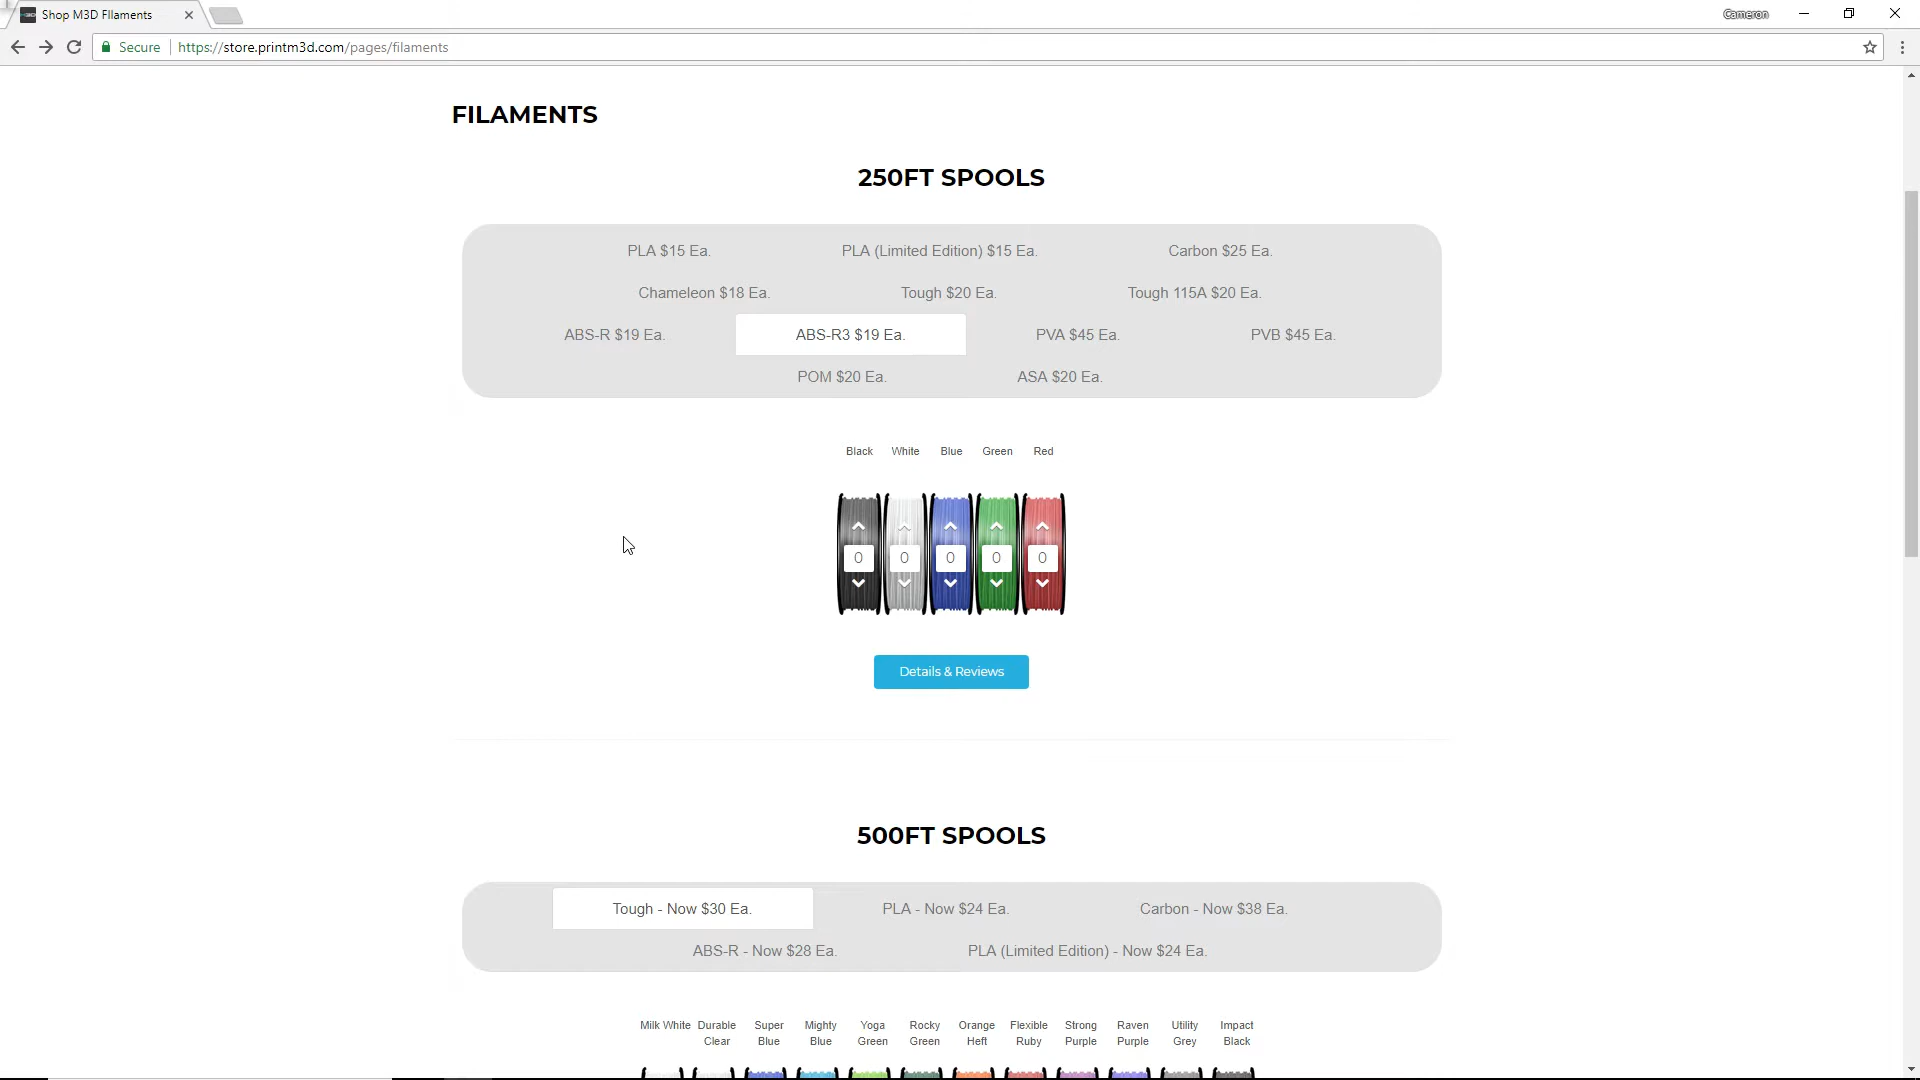 Shop M3D FIlaments
Cameron
Secure
https://store.printm3d.com/pages/filaments
FILAMENTS
250FT SPOOLS
PLA $15 Ea.
PLA (Limited Edition) $15 Ea.
Carbon $25 Ea.
Chameleon $18 Ea.
Tough $20 Ea.
Tough 115A $20 Ea.
ABS-R $19 Ea.
ABS-R3 $19 Ea.
PVA $45 Ea.
PVB $45 Ea.
POM $20 Ea.
ASA $20 Ea.
Black White Blue Green Red
0 0 0 0 0
Details & Reviews
500FT SPOOLS
Tough - Now $30 Ea.
PLA - Now $24 Ea.
Carbon - Now $38 Ea.
ABS-R - Now $28 Ea.
PLA (Limited Edition) - Now $24 Ea.
Milk White Durable Super Mighty Yoga Rocky Orange Flexible Strong Raven Utility Impact
Clear Blue Blue Green Green Heft Ruby Purple Purple Grey Black